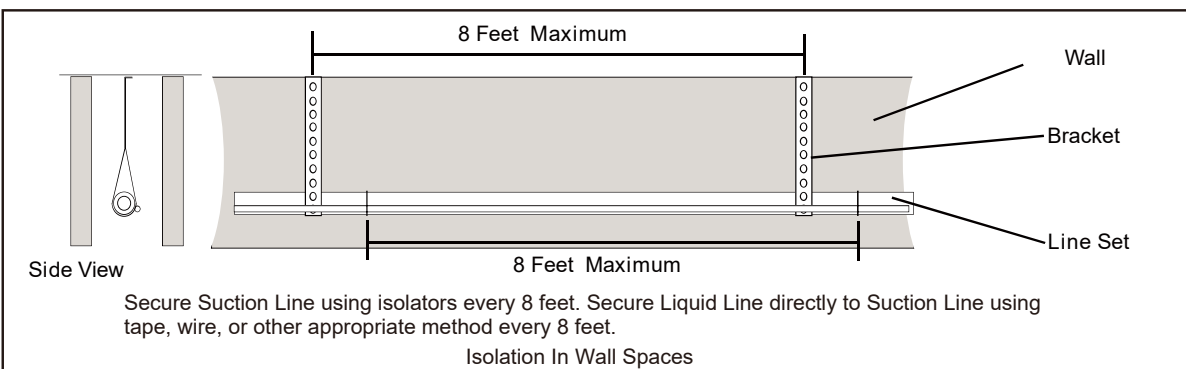 8 Feet Maximum
Wall
Bracket
Line Set
8 Feet Maximum
Side View
Secure Suction Line using isolators every 8 feet. Secure Liquid Line directly to Suction Line using
tape, wire, or other appropriate method every 8 feet.
Isolation In Wall Spaces